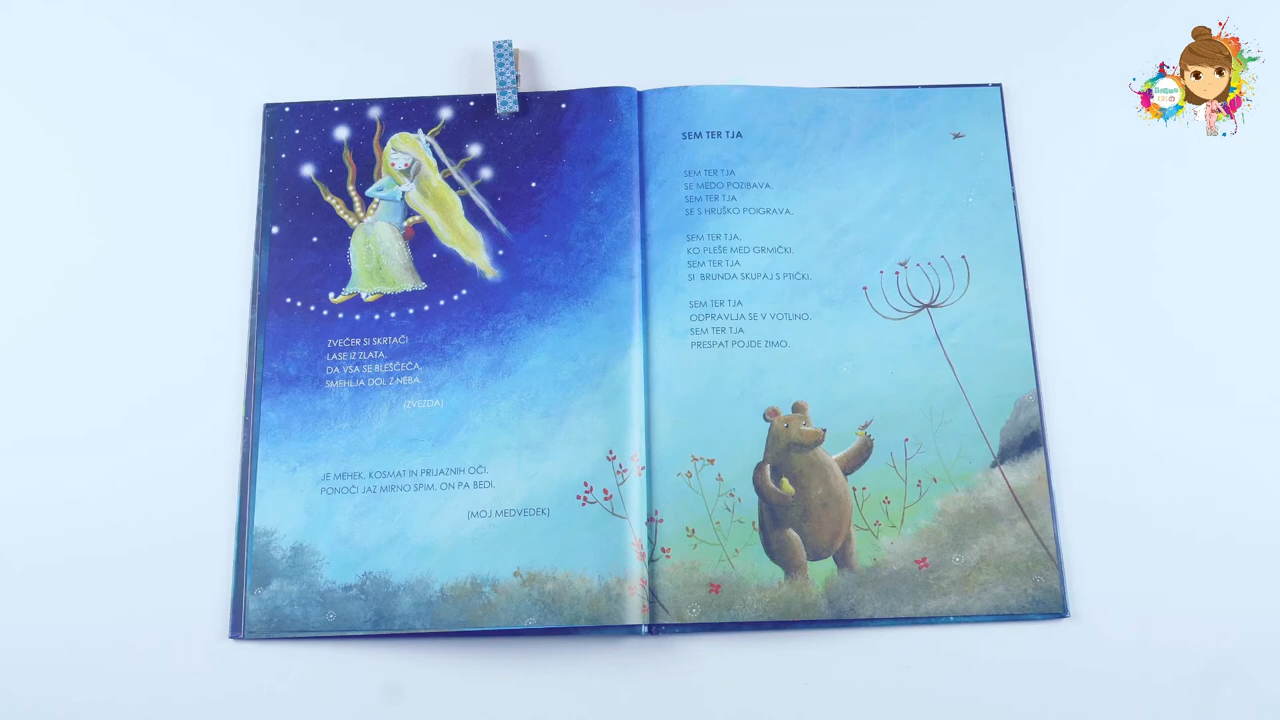 ZVEČER SI SKRTAČI
LASE IZ ZLATA,
DA VSA SE BLEŠČEČA,
SMEHLJA DOL Z NEBA.
(ZVEZDA)
JE MEHEK, KOSMAT IN PRIJAZNIH OČI.
PONOČI JAZ MIRNO SPIM, ON PA BEDI.
(MOJ MEDVEDEK)
SEM TER TJA
SEM TER TJA
SE MEDO POZIBAVA.
SEM TER TJA
SE S HRUŠKO POIGRAVA.
SEM TER TJA,
KO PLEŠE MED GRMIČKI.
SEM TER TJA
SI BRUNDA SKUPAJ S PTIČKI.
SEM TER TJA
ODPRAVLJA SE V VOTLINO.
SEM TER TJA
PRESPAT POJDE ZIMO.